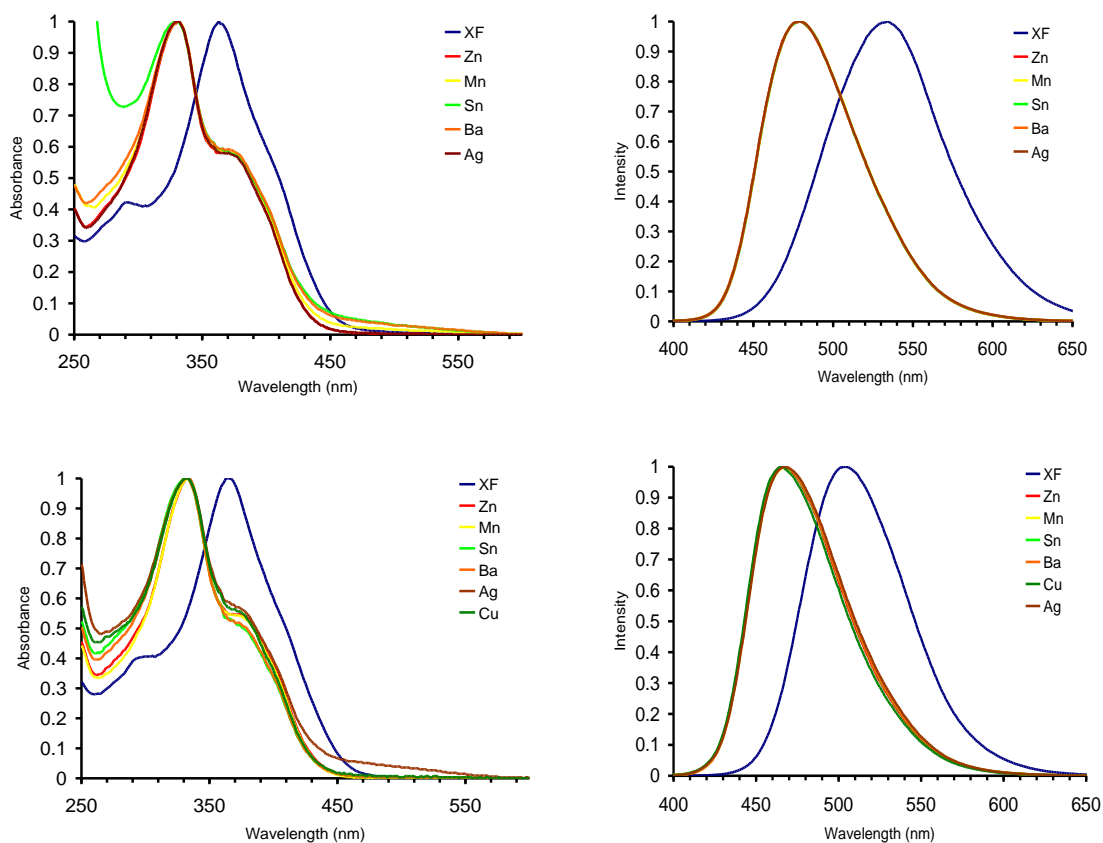 1
0.9
0.8
0.7
0.6
0.5
0.4
0.3
0.2
0.1
0
250
350
450
550
Absorbance
Wavelength (nm)
XF
Zn
Mn
Sn
Ba
Ag
1
0.9
0.8
0.7
0.6
0.5
0.4
0.3
0.2
0.1
0
400
450
500
550
600
650
Intensity
Wavelength (nm)
XF
Zn
Mn
Sn
Ba
Ag
1
0.9
0.8
0.7
0.6
0.5
0.4
0.3
0.2
0.1
0
250
350
450
550
Absorbance
Wavelength (nm)
XF
Zn
Mn
Sn
Ba
Ag
Cu
1
0.9
0.8
0.7
0.6
0.5
0.4
0.3
0.2
0.1
0
400
450
500
550
600
650
Intensity
Wavelength (nm)
XF
Zn
Mn
Sn
Ba
Cu
Ag